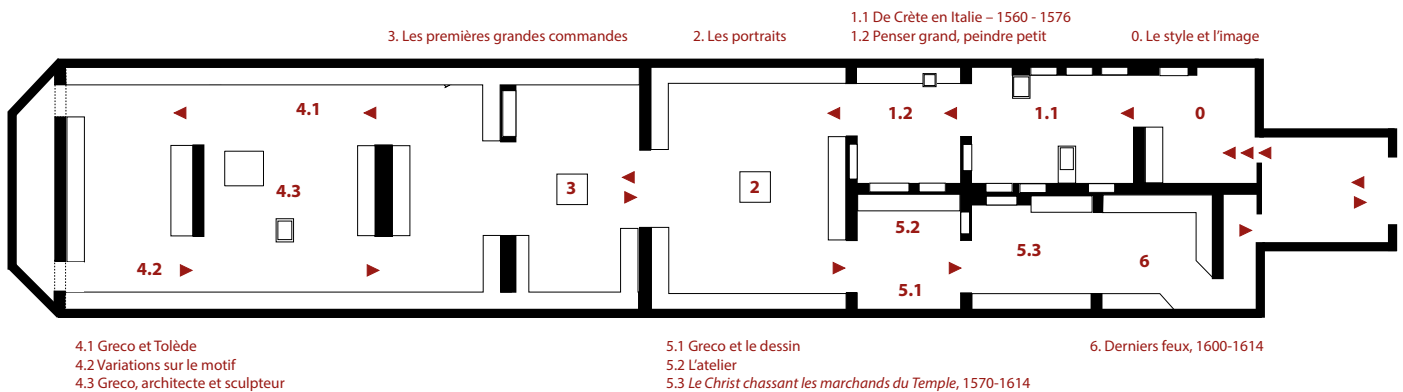 1.1 De Crète en Italie – 1560 - 1576
3. Les premières grandes commandes
2. Les portraits
1.2 Penser grand, peindre petit
0. Le style et l'image
4.1
1.2
1.1
0
4.3
3
2
5.2
5.3
4.2
5.1
6
4.1 Greco et Tolède
4.2 Variations sur le motif
4.3 Greco, architecte et sculpteur
5.1 Greco et le dessin
5.2 L'atelier
5.3 Le Christ chassant les marchands du Temple, 1570-1614
6. Derniers feux, 1600-1614